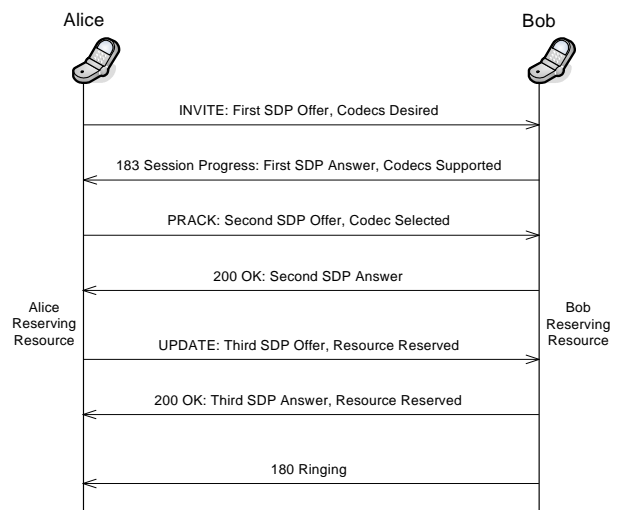 Alice
Bob
INVITE: First SDP Offer, Codecs Desired
183 Session Progress: First SDP Answer, Codecs Supported
PRACK: Second SDP Offer, Codec Selected
200 OK: Second SDP Answer
Alice
Reserving
Resource
Bob
Reserving
Resource
UPDATE: Third SDP Offer, Resource Reserved
200 OK: Third SDP Answer, Resource Reserved
180 Ringing